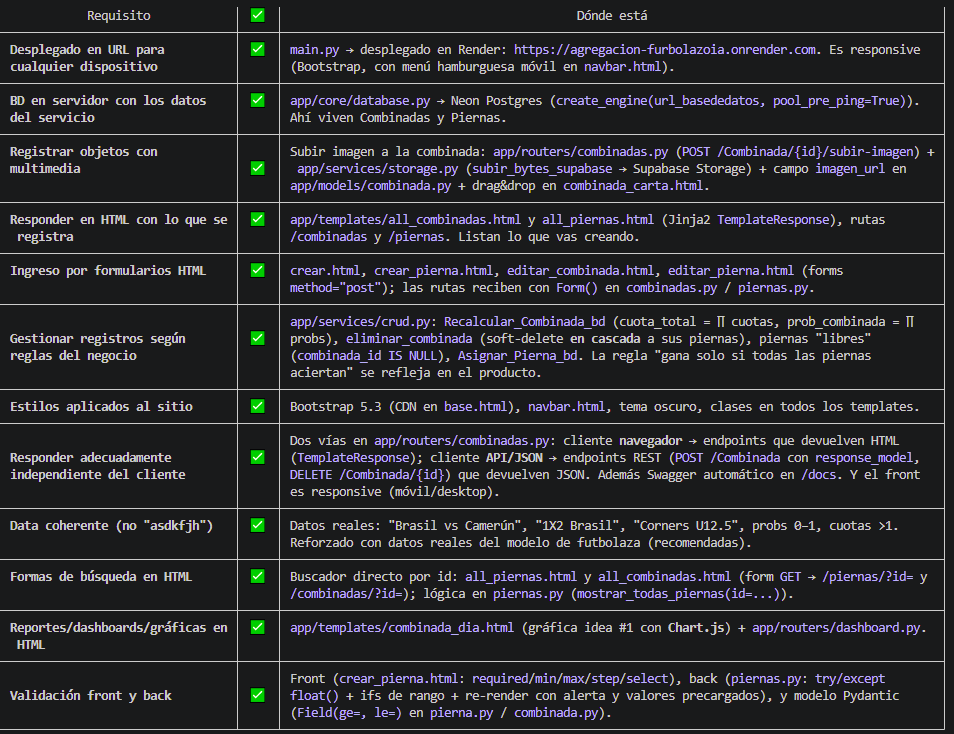 Requisito ✅ Dónde está
Desplegado en URL para
cualquier dispositivo
✅
main.py → desplegado en Render: https://agregacion-furbolazoia.onrender.com. Es responsive
(Bootstrap, con menú hamburguesa móvil en navbar.html).
BD en servidor con los datos
del servicio
✅
app/core/database.py → Neon Postgres (create_engine(url_basededatos, pool_pre_ping=True)).
Ahí viven Combinadas y Piernas.
Registrar objetos con
multimedia
✅
Subir imagen a la combinada: app/routers/combinadas.py (POST /Combinada/{id}/subir-imagen) +
app/services/storage.py (subir_bytes_supabase → Supabase Storage) + campo imagen_url en
app/models/combinada.py + drag&drop en combinada_carta.html.
Responder en HTML con lo que se
registra
✅
app/templates/all_combinadas.html y all_piernas.html (Jinja2 TemplateResponse), rutas
/combinadas y /piernas. Listan lo que vas creando.
Ingreso por formularios HTML
✅
crear.html, crear_pierna.html, editar_combinada.html, editar_pierna.html (forms
method="post"); las rutas reciben con Form() en combinadas.py / piernas.py.
Gestionar registros según
reglas del negocio
✅
app/services/crud.py: Recalcular_Combinada_bd (cuota_total = ∏ cuotas, prob_combinada = ∏
probs), eliminar_combinada (soft-delete en cascada a sus piernas), piernas "libres"
(combinada_id IS NULL), Asignar_Pierna_bd. La regla "gana solo si todas las piernas
aciertan" se refleja en el producto.
Estilos aplicados al sitio
✅
Bootstrap 5.3 (CDN en base.html), navbar.html, tema oscuro, clases en todos los templates.
Responder adecuadamente
independiente del cliente
✅
Dos vías en app/routers/combinadas.py: cliente navegador → endpoints que devuelven HTML
(TemplateResponse); cliente API/JSON → endpoints REST (POST /Combinada con response_model,
DELETE /Combinada/{id}) que devuelven JSON. Además Swagger automático en /docs. Y el front
es responsive (móvil/desktop).
Data coherente (no "asdkfjh")
✅
Datos reales: "Brasil vs Camerún", "1X2 Brasil", "Corners U12.5", probs 0–1, cuotas >1.
Reforzado con datos reales del modelo de futbolaza (recomendadas).
Formas de búsqueda en HTML
✅
Buscador directo por id: all_piernas.html y all_combinadas.html (form GET → /piernas/?id= y
/combinadas/?id=); lógica en piernas.py (mostrar_todas_piernas(id=...)).
Reportes/dashboards/gráficas en
HTML
✅
app/templates/combinada_dia.html (gráfica idea #1 con Chart.js) + app/routers/dashboard.py.
Validación front y back
✅
Front (crear_pierna.html: required/min/max/step/select), back (piernas.py: try/except
float() + ifs de rango + re-render con alerta y valores precargados), y modelo Pydantic
(Field(ge=, le=) en pierna.py / combinada.py).